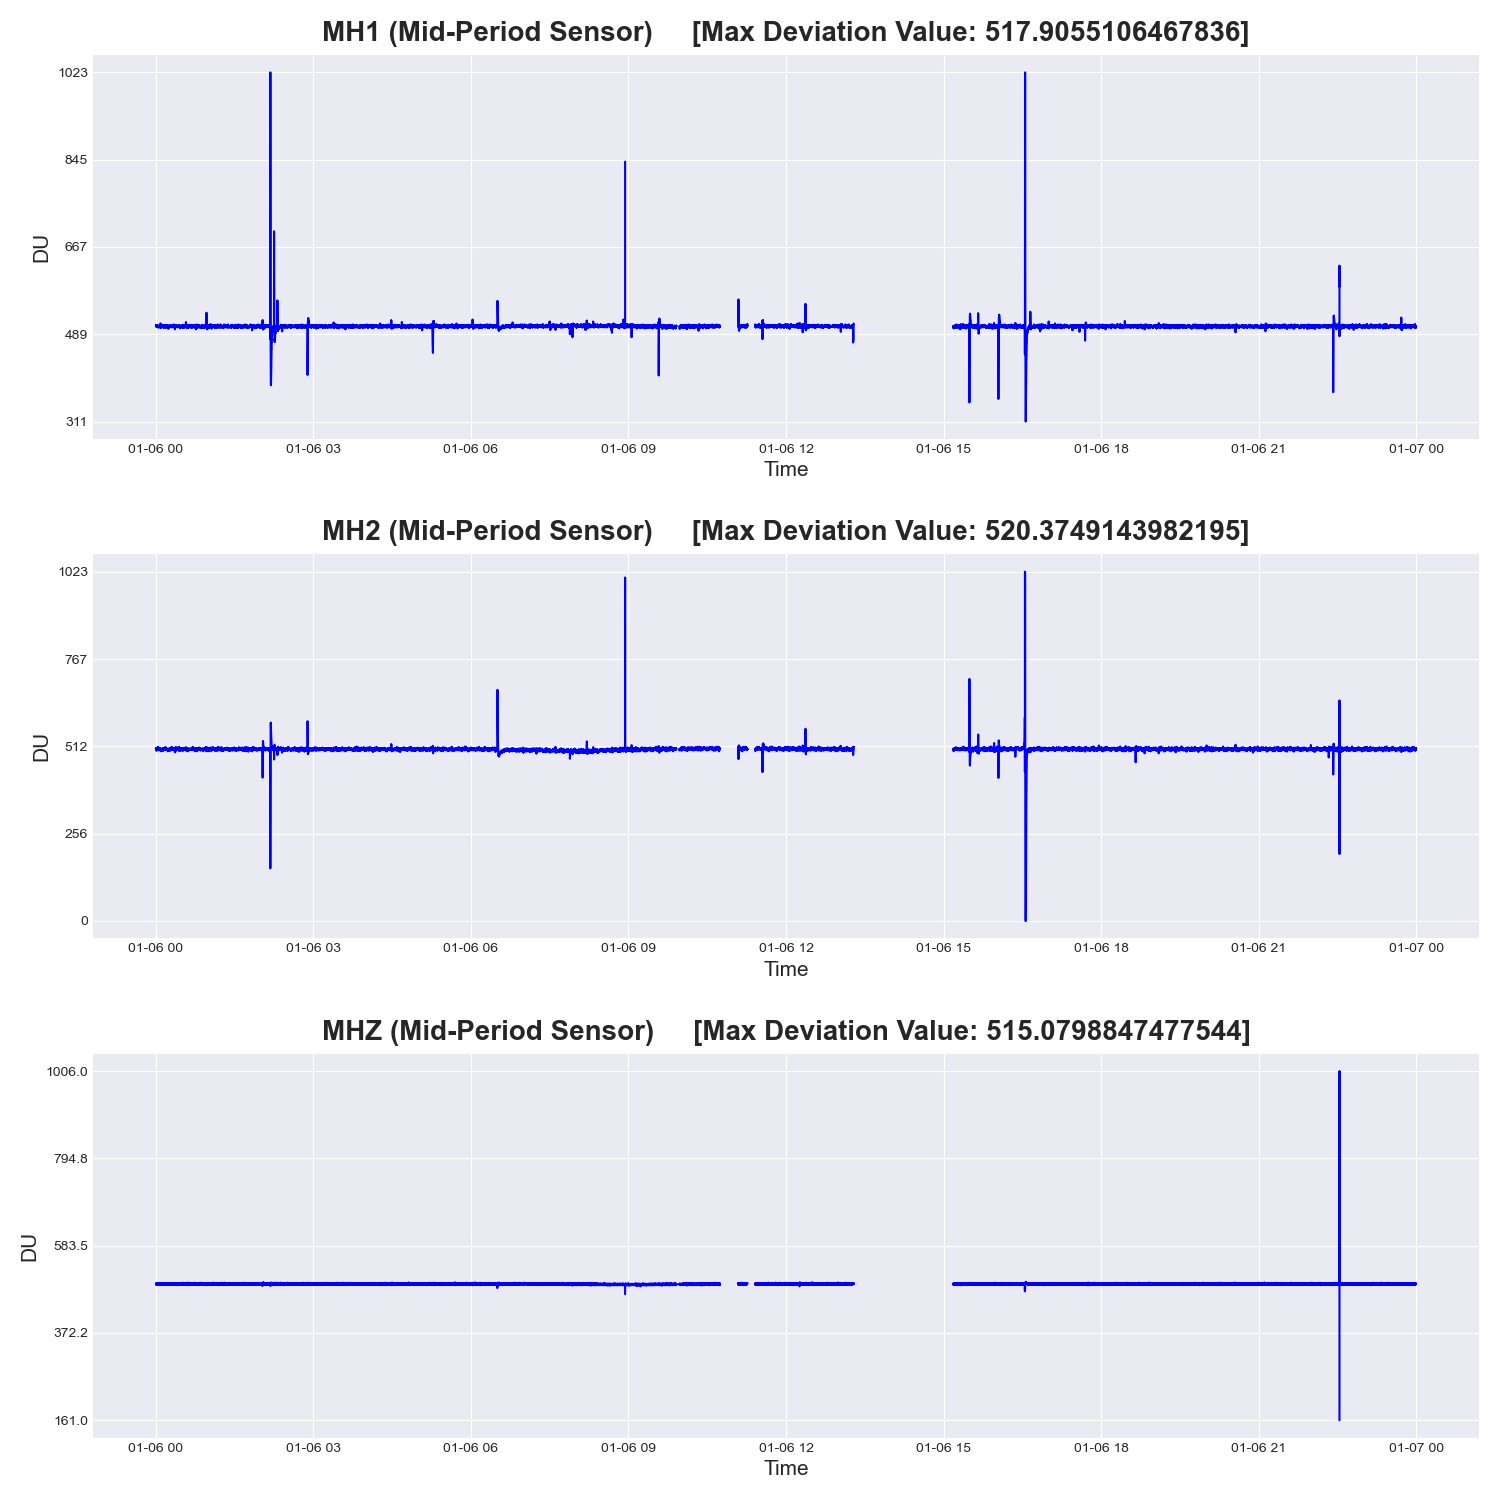 MH1 (Mid-Period Sensor) [Max Deviation Value: 517.9055106467836]
1023
845
667
489
311
DU
01-06 00 01-06 03 01-06 06 01-06 09 01-06 12 01-06 15 01-06 18 01-06 21 01-07 00
Time
MH2 (Mid-Period Sensor) [Max Deviation Value: 520.3749143982195]
1023
767
512
256
0
DU
01-06 00 01-06 03 01-06 06 01-06 09 01-06 12 01-06 15 01-06 18 01-06 21 01-07 00
Time
MHZ (Mid-Period Sensor) [Max Deviation Value: 515.0798847477544]
1006.0
794.8
583.5
372.2
161.0
DU
01-06 00 01-06 03 01-06 06 01-06 09 01-06 12 01-06 15 01-06 18 01-06 21 01-07 00
Time